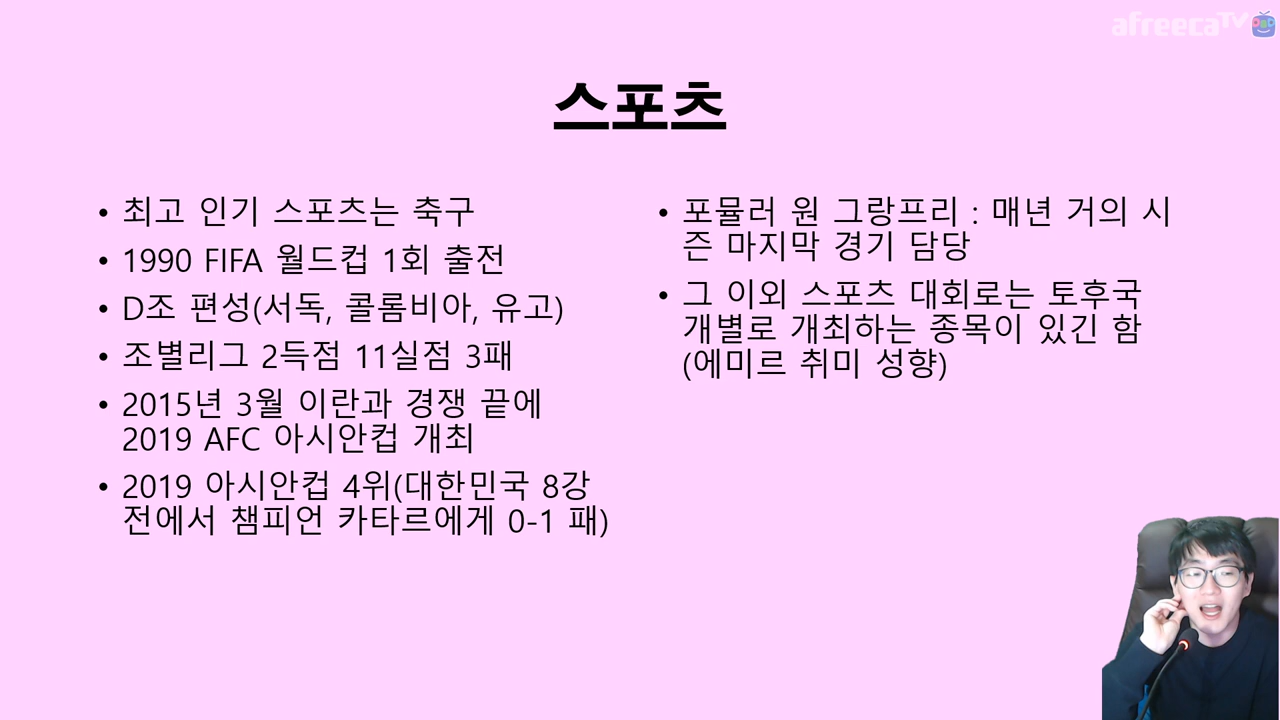 afreecaTV
스포츠
• 최고 인기 스포츠는 축구
• 1990 FIFA 월드컵 1회 출전
• D조 편성(서독, 콜롬비아, 유고)
• 조별리그 2득점 11실점 3패
• 2015년 3월 이란과 경쟁 끝에
2019 AFC 아시안컵 개최
• 2019 아시안컵 4위(대한민국 8강
전에서 챔피언 카타르에게 0-1 패)
• 포뮬러 원 그랑프리 : 매년 거의 시
즌 마지막 경기 담당
• 그 이외 스포츠 대회로는 토후국
개별로 개최하는 종목이 있긴 함
(에미르 취미 성향)